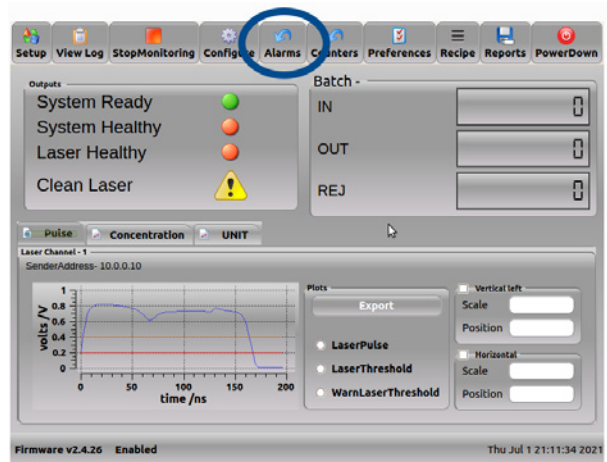 Setup View Log StopMonitoring Configure Alarms Counters Preferences Recipe Reports PowerDown
Outputs
System Ready
System Healthy
Laser Healthy
Clean Laser
Batch -
IN 0
OUT 0
REJ 0
Pulse Concentration UNIT
Laser Channel - 1
SenderAddress- 10.0.0.10
volts /V
1
0.8
0.6
0.4
0.2
0
0 50 100 150 200
time /ns
Plots
Export
LaserPulse
LaserThreshold
WarnLaserThreshold
Vertical left
Scale
Position
Horizontal
Scale
Position
Firmware v2.4.26 Enabled Thu Jul 1 21:11:34 2021